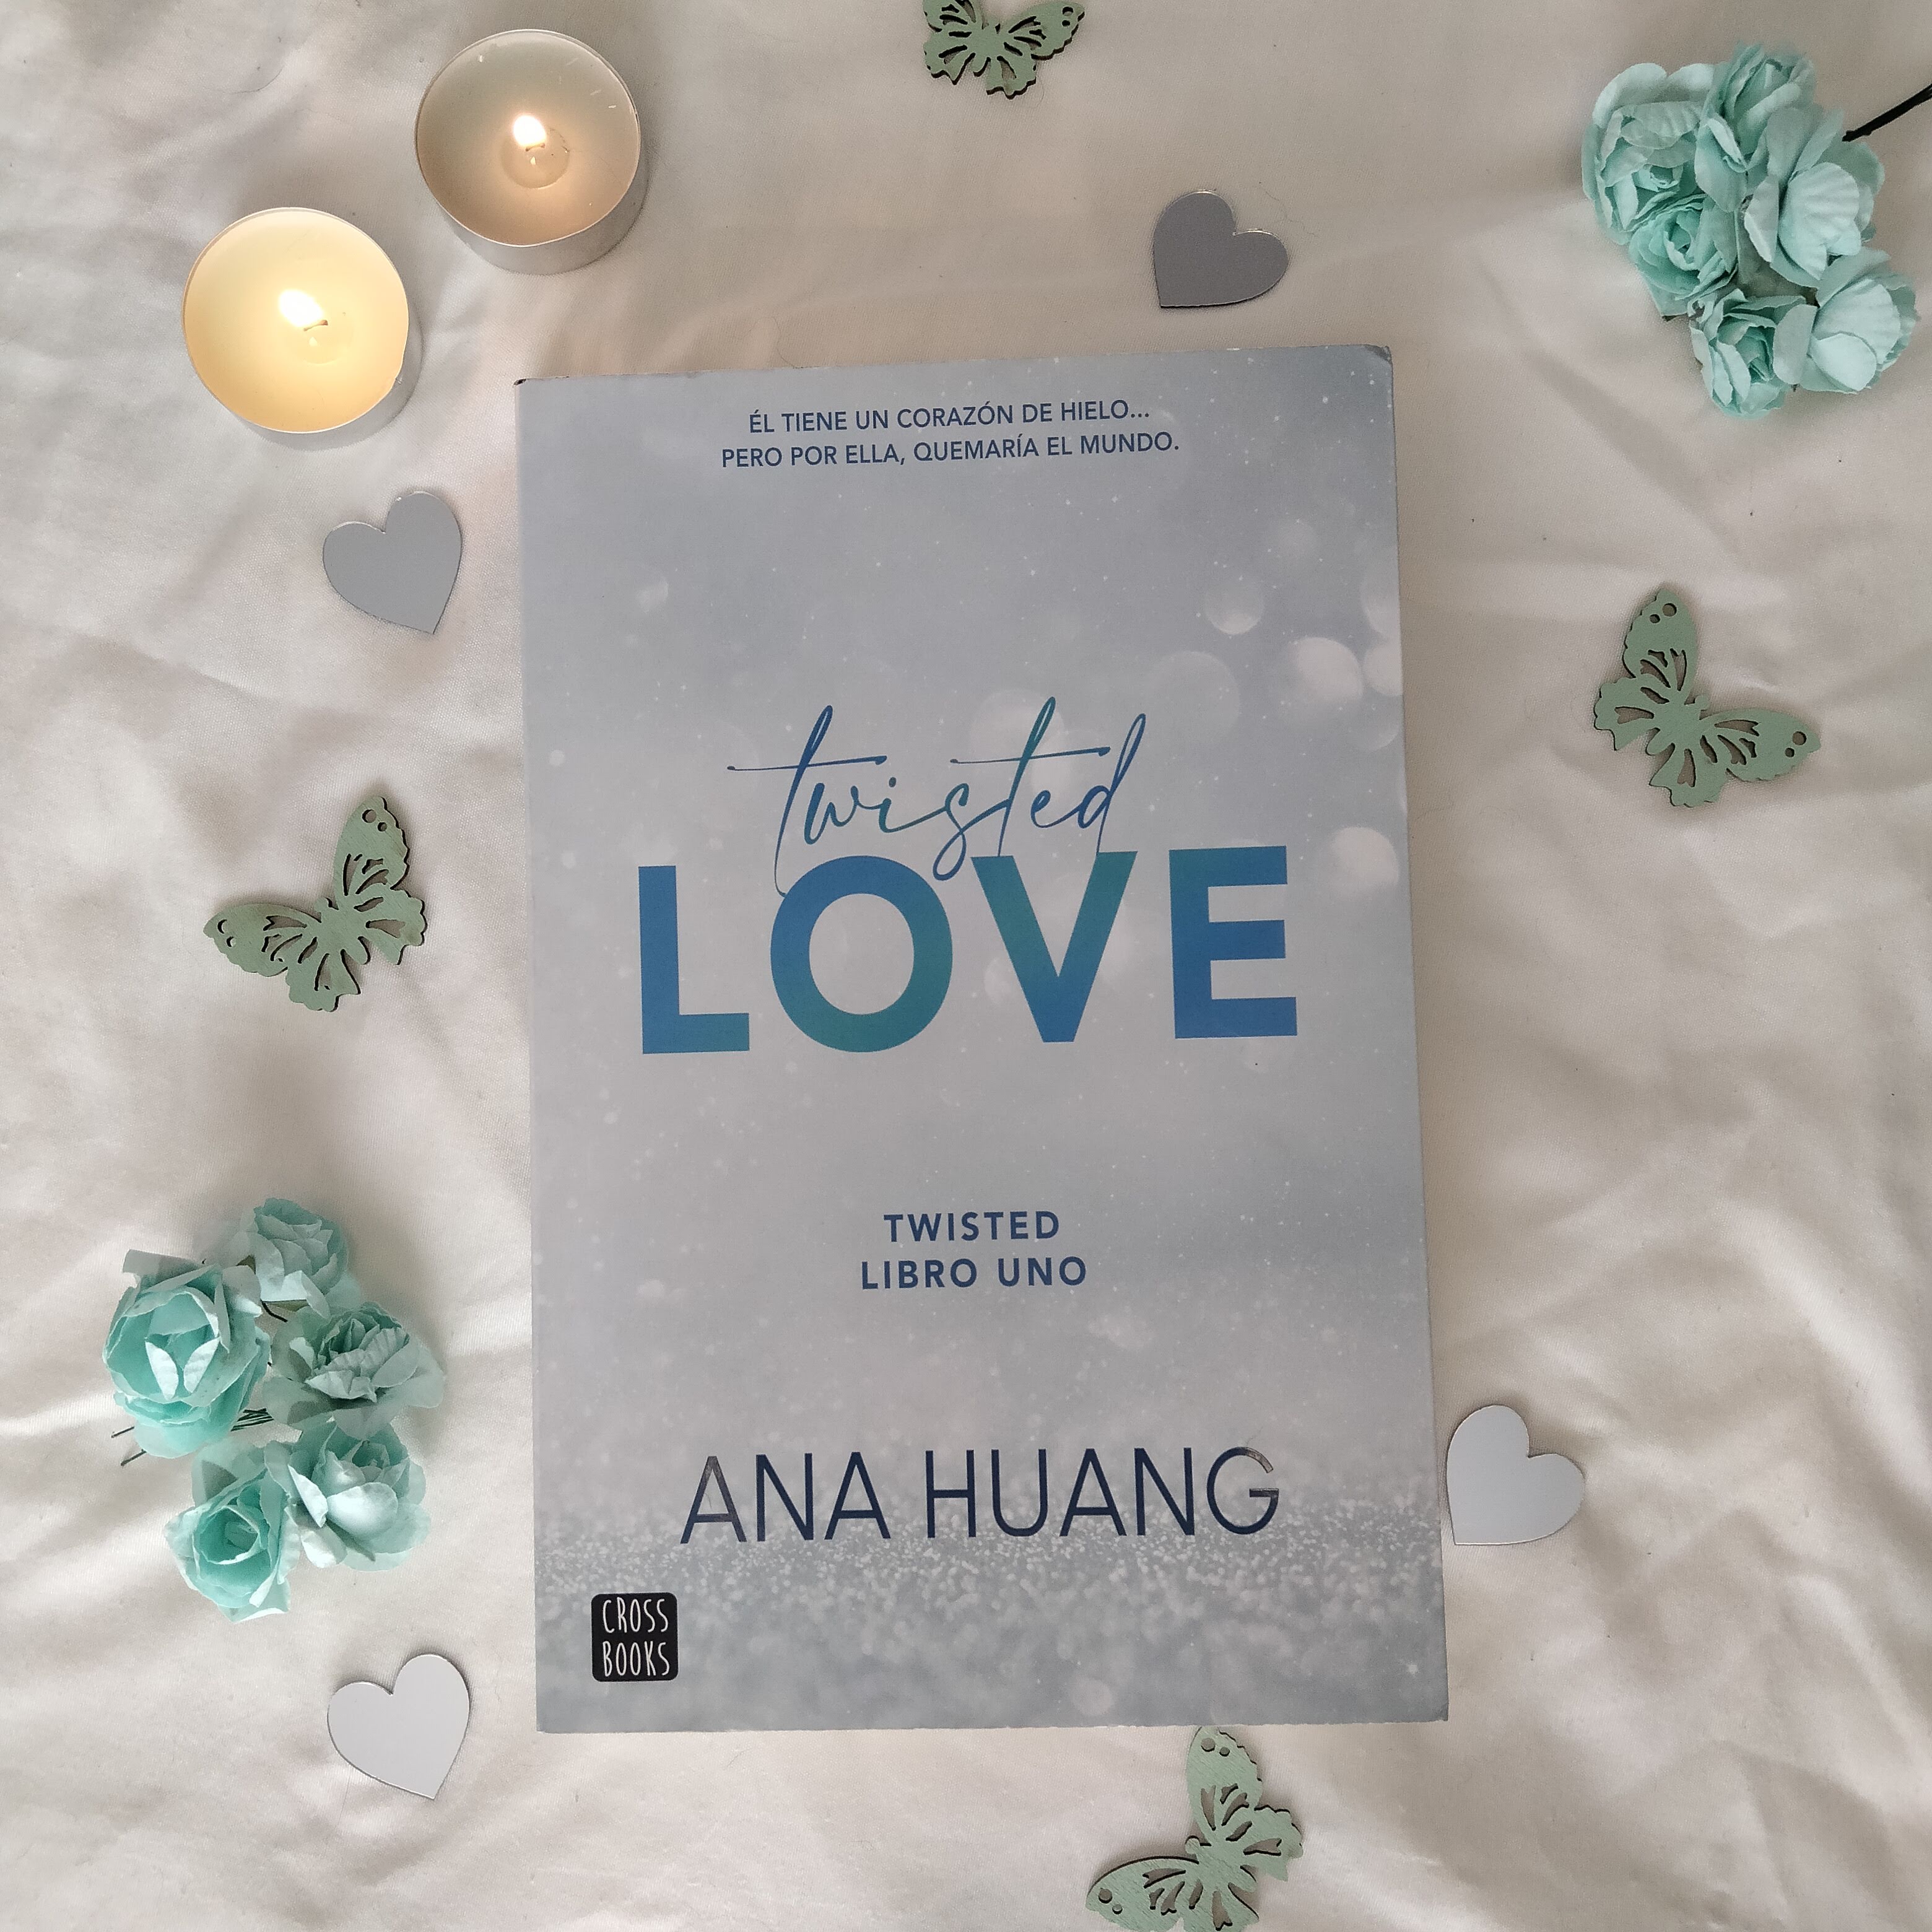 ÉL TIENE UN CORAZÓN DE HIELO...
PERO POR ELLA, QUEMARÍA EL MUNDO.
twisted
LOVE
TWISTED
LIBRO UNO
ANA HUANG
CROSS
BOOKS